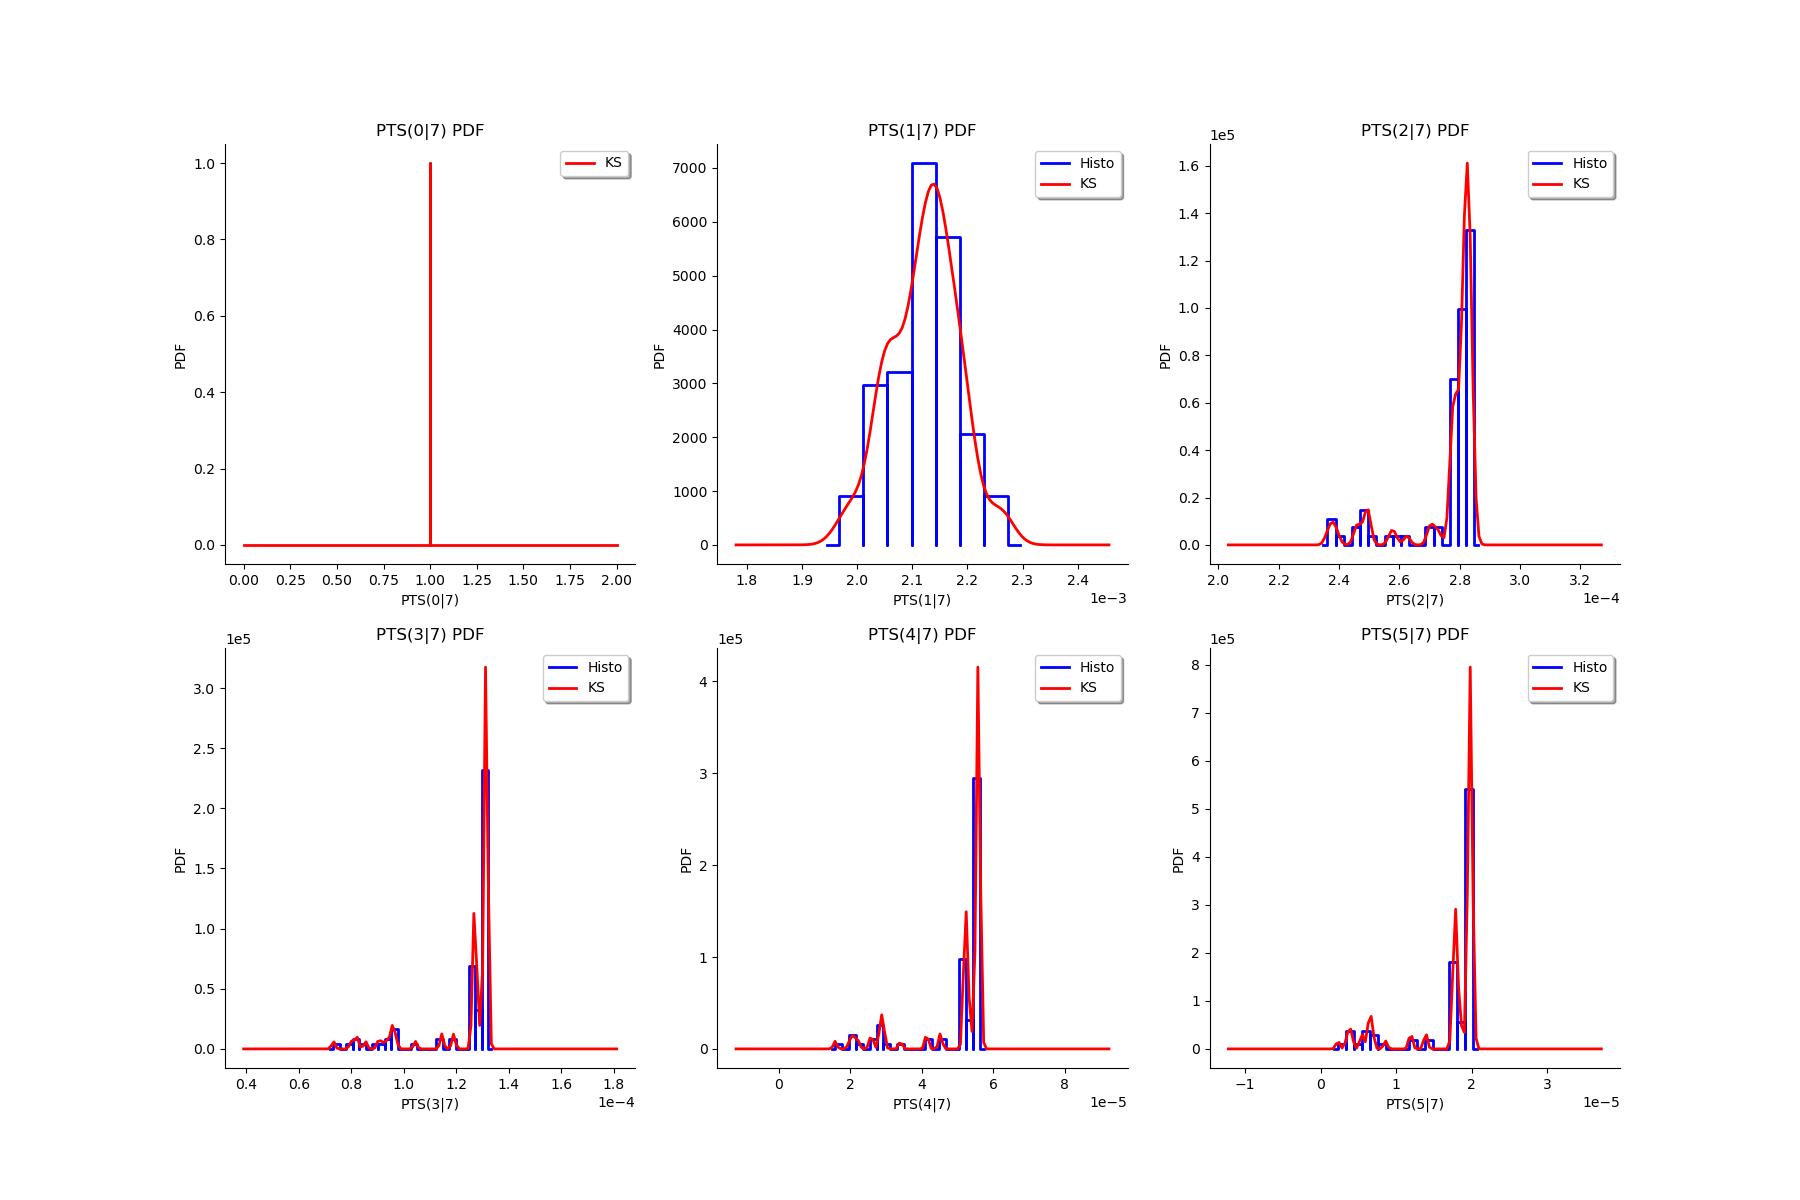 PTS(0|7) PDF
KS
1.0
0.8
0.6
0.4
0.2
0.0
PDF
0.00 0.25 0.50 0.75 1.00 1.25 1.50 1.75 2.00
PTS(0|7)
PTS(1|7) PDF
Histo
KS
7000
6000
5000
4000
3000
2000
1000
0
PDF
1.8 1.9 2.0 2.1 2.2 2.3 2.4
PTS(1|7)
1e−3
PTS(2|7) PDF
1e5
Histo
KS
1.6
1.4
1.2
1.0
0.8
0.6
0.4
0.2
0.0
PDF
2.0 2.2 2.4 2.6 2.8 3.0 3.2
PTS(2|7)
1e−4
PTS(3|7) PDF
1e5
Histo
KS
3.0
2.5
2.0
1.5
1.0
0.5
0.0
PDF
0.4 0.6 0.8 1.0 1.2 1.4 1.6 1.8
PTS(3|7)
1e−4
PTS(4|7) PDF
1e5
Histo
KS
4
3
2
1
0
PDF
0 2 4 6 8
PTS(4|7)
1e−5
PTS(5|7) PDF
1e5
Histo
KS
8
7
6
5
4
3
2
1
0
PDF
−1 0 1 2 3
PTS(5|7)
1e−5